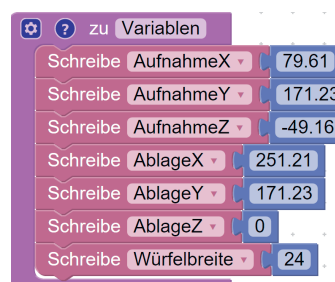 ? zu Variablen
Schreibe AufnahmeX 79.61
Schreibe AufnahmeY 171.23
Schreibe AufnahmeZ -49.16
Schreibe AblageX 251.21
Schreibe AblageY 171.23
Schreibe AblageZ 0
Schreibe Würfelbreite 24